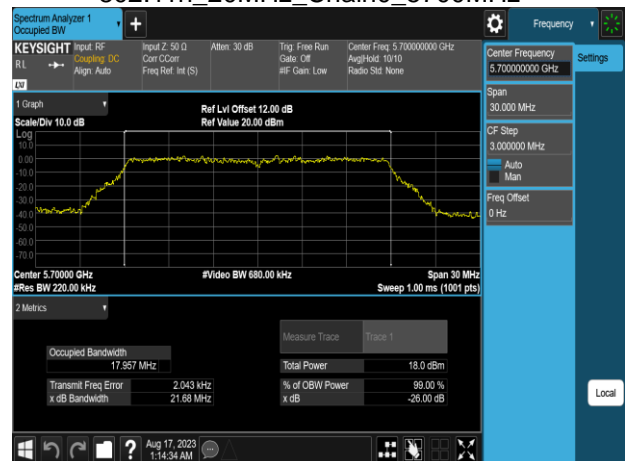 802.11n_20MHz_Chain0_5700MHz
Spectrum Analyzer 1
Occupied BW
Frequency
KEYSIGHT
RL
LXI
Input: RF
Coupling: DC
Align: Auto
Input Z: 50 Ω
Corr CCorr
Freq Ref: Int (S)
Atten: 30 dB
Trig: Free Run
Gate: Off
#IF Gain: Low
Center Freq: 5.700000000 GHz
Avg|Hold: 10/10
Radio Std: None
Center Frequency
5.700000000 GHz
Settings
Span
30.000 MHz
CF Step
3.000000 MHz
Auto
Man
Freq Offset
0 Hz
Local
1 Graph
Scale/Div 10.0 dB
Ref Lvl Offset 12.00 dB
Ref Value 20.00 dBm
Log
10.0
0.00
-10.0
-20.0
-30.0
-40.0
-50.0
-60.0
-70.0
Center 5.70000 GHz
#Video BW 680.00 kHz
Span 30 MHz
#Res BW 220.00 kHz
Sweep 1.00 ms (1001 pts)
2 Metrics
Measure Trace
Trace 1
Occupied Bandwidth
17.957 MHz
Total Power
18.0 dBm
Transmit Freq Error
2.043 kHz
% of OBW Power
99.00 %
x dB Bandwidth
21.68 MHz
x dB
-26.00 dB
?
Aug 17, 2023
1:14:34 AM